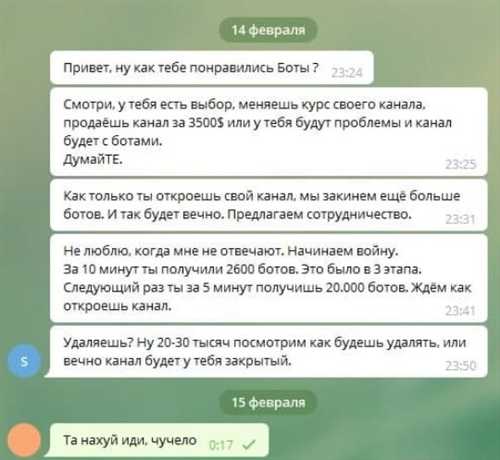 14 февраля
Привет, ну как тебе понравились Боты ? 23:24
Смотри, у тебя есть выбор, меняешь курс своего канала,
продаёшь канал за 3500$ или у тебя будут проблемы и канал
будет с ботами.
ДумайТЕ. 23:25
Как только ты откроешь свой канал, мы закинем ещё больше
ботов. И так будет вечно. Предлагаем сотрудничество. 23:31
Не люблю, когда мне не отвечают. Начинаем войну.
За 10 минут ты получили 2600 ботов. Это было в 3 этапа.
Следующий раз ты за 5 минут получишь 20.000 ботов. Ждём как
откроешь канал. 23:41
Удаляешь? Ну 20-30 тысяч посмотрим как будешь удалять, или
вечно канал будет у тебя закрытый. 23:50
S
15 февраля
Та нахуй иди, чучело 0:17